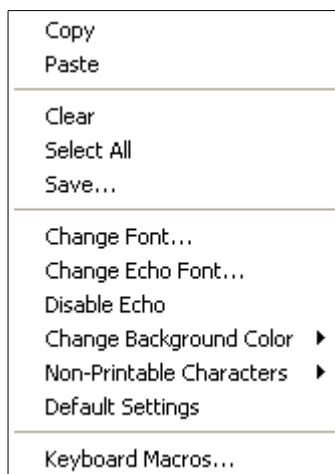 Copy
Paste
Clear
Select All
Save...
Change Font...
Change Echo Font...
Disable Echo
Change Background Color
Non-Printable Characters
Default Settings
Keyboard Macros...